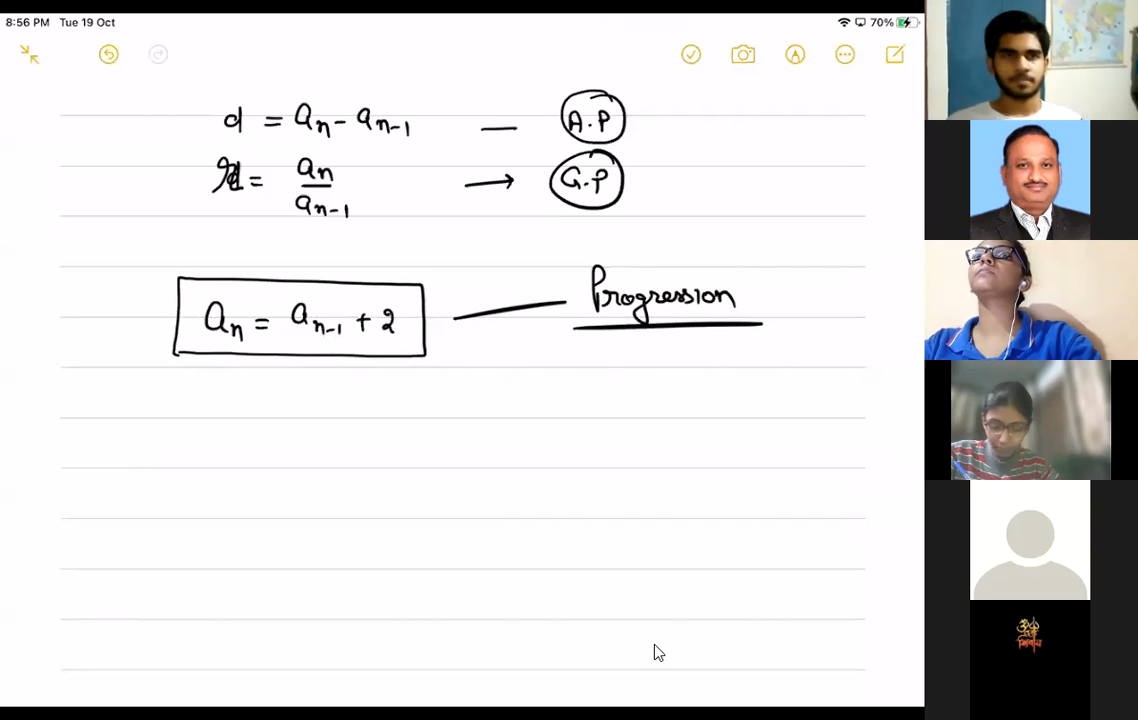 8:56 PM Tue 19 Oct 70%
d = aₙ - aₙ₋₁ — A.P
r = aₙ/aₙ₋₁ → G.P
aₙ = aₙ₋₁ + 2 — Progression
ॐ